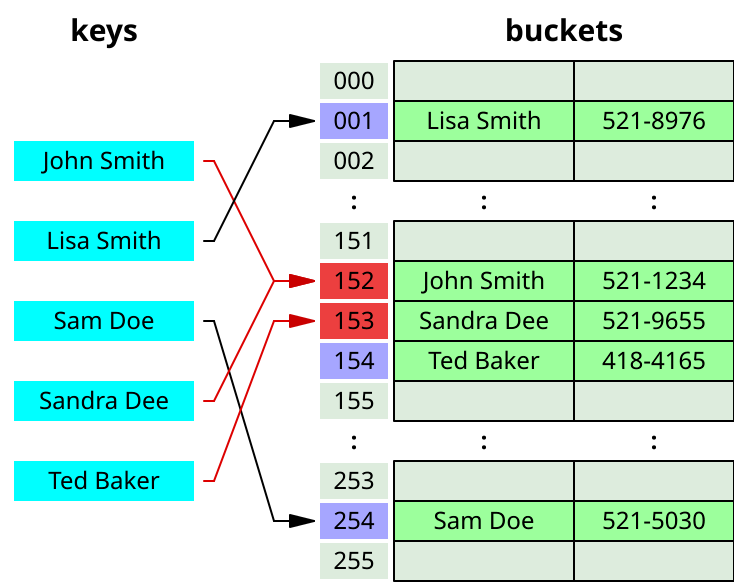 keys buckets
000
001 Lisa Smith 521-8976
John Smith 002
: : :
Lisa Smith 151
152 John Smith 521-1234
Sam Doe 153 Sandra Dee 521-9655
154 Ted Baker 418-4165
Sandra Dee 155
: : :
Ted Baker 253
254 Sam Doe 521-5030
255